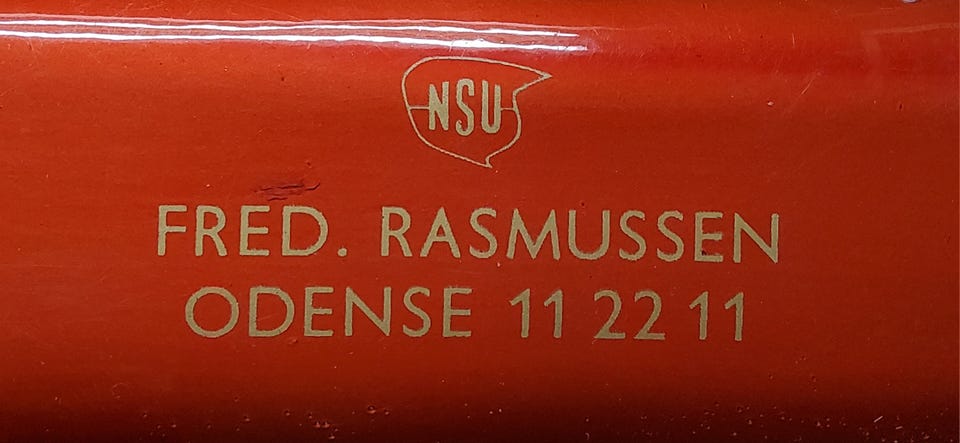 NSU
FRED. RASMUSSEN
ODENSE 11 22 11